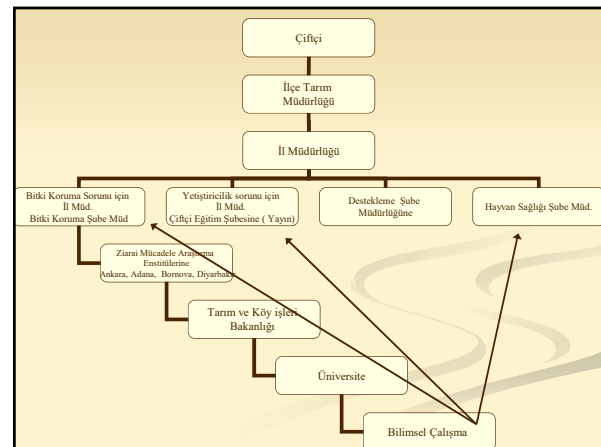 Çiftçi
İlçe Tarım
Müdürlüğü
İl Müdürlüğü
Bitki Koruma Sorunu için
İl Müd.
Bitki Koruma Şube Müd
Yetiştiricilik sorunu için
İl Müd.
Çiftçi Eğitim Şubesine ( Yayın)
Destekleme Şube
Müdürlüğüne
Hayvan Sağlığı Şube Müd.
Ziarai Mücadele Araştırma
Enstitülerine
Ankara, Adana, Bornova, Diyarbakır
Tarım ve Köy işleri
Bakanlığı
Üniversite
Bilimsel Çalışma